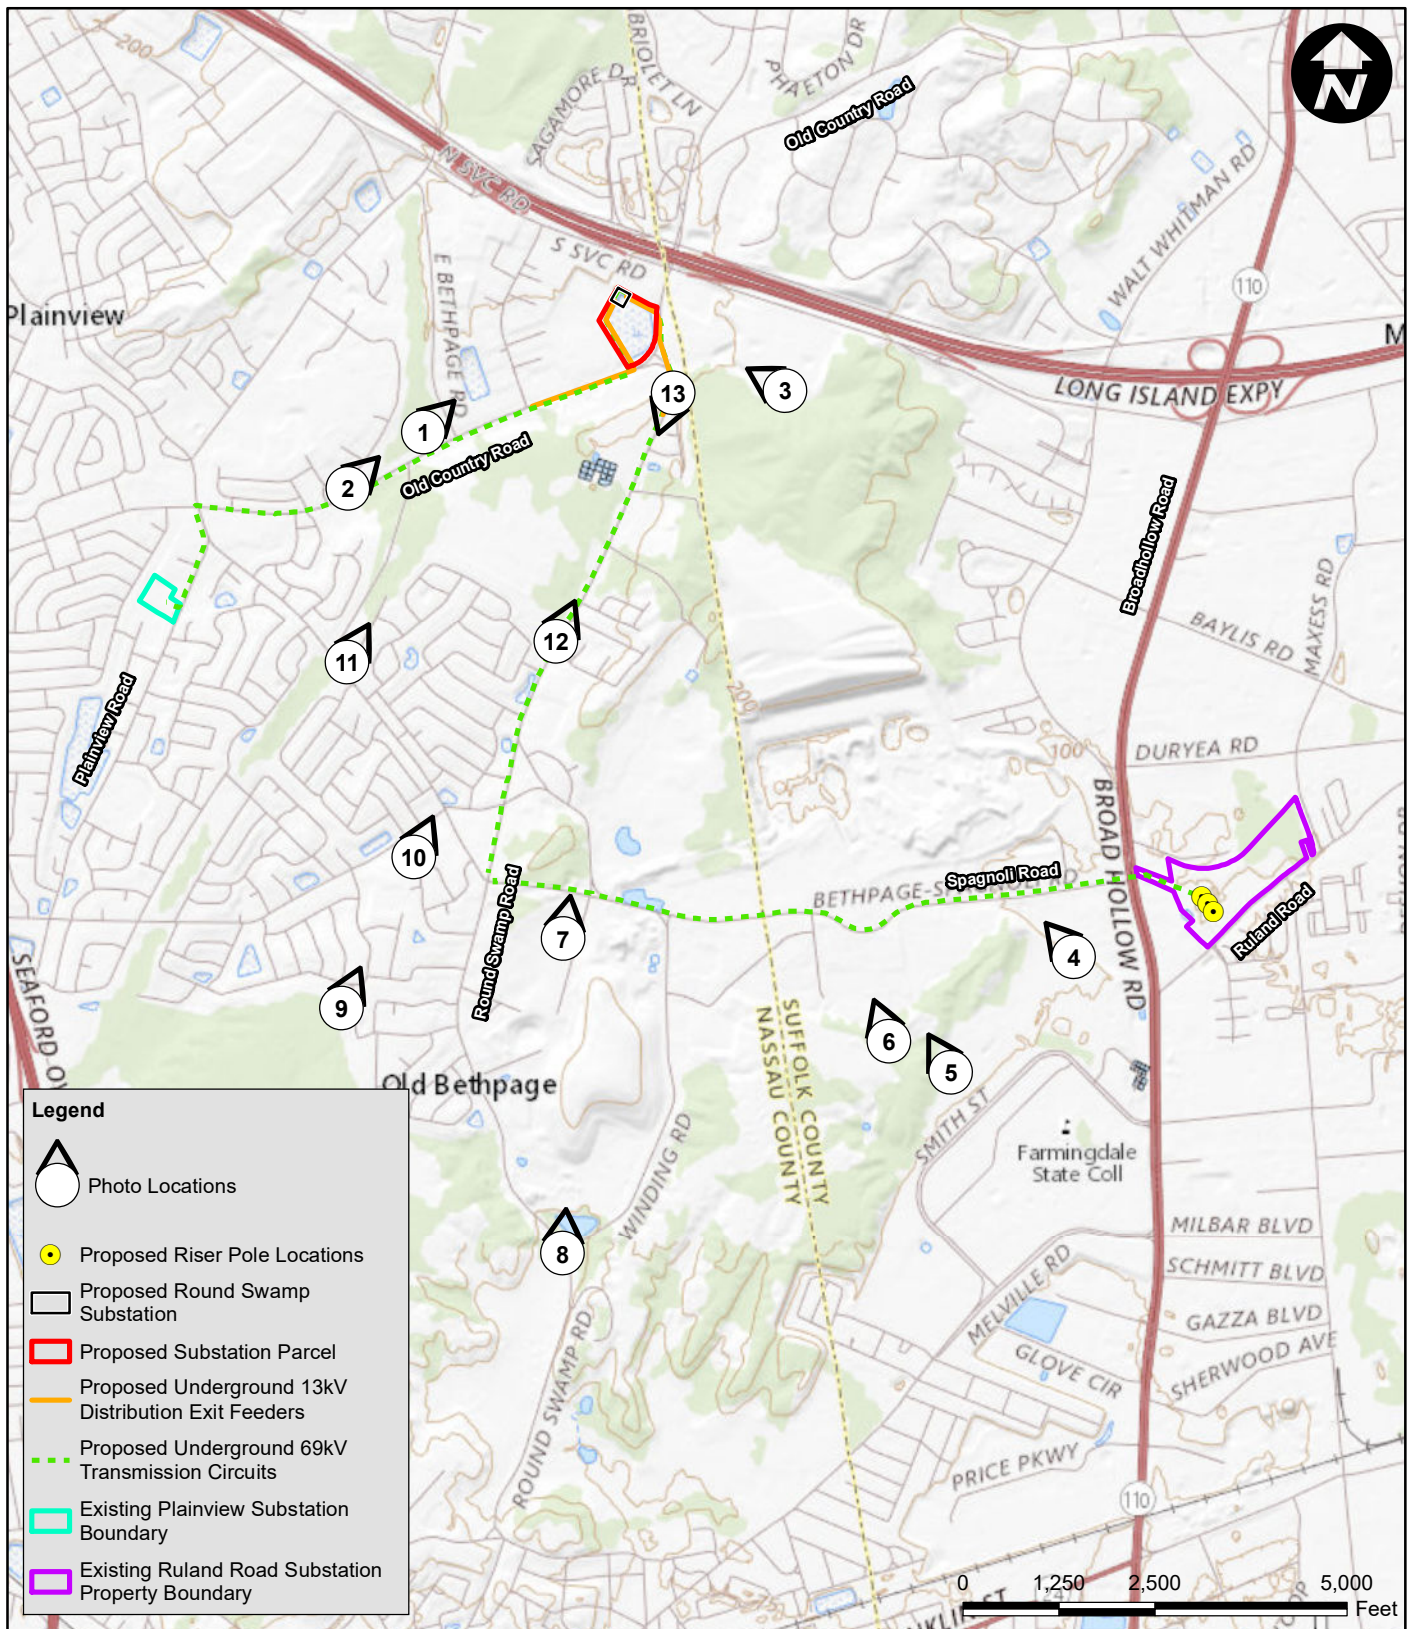 200
SAGAMORE DR
BRIOLET LN
PHAETON DR
Old Country Road
N
N SVC RD
S SVC RD
WALT WHITMAN RD
110
E BETHPAGE RD
Plainview
M
LONG ISLAND EXPY
13
3
1
Old Country Road
2
Broadhollow Road
BAYLIS RD
MAXESS RD
12
11
200
Plainview Road
100
DURYEA RD
BROAD HOLLOW RD
10
Spagnoli Road
BETHPAGE-SPAGNOLI RD
Round Swamp Road
Ruland Road
7
4
9
SEAFORD-OY
SUFFOLK COUNTY
NASSAU COUNTY
6
5
Old Bethpage
SMITH ST
Farmingdale
State Coll
WINDING RD
8
MILBAR BLVD
SCHMITT BLVD
MELVILLE RD
GAZZA BLVD
GLOVE CIR
SHERWOOD AVE
ROUND SWAMP RD
PRICE PKWY
110
Legend
Photo Locations
Proposed Riser Pole Locations
Proposed Round Swamp
Substation
Proposed Substation Parcel
Proposed Underground 13kV
Distribution Exit Feeders
Proposed Underground 69kV
Transmission Circuits
Existing Plainview Substation
Boundary
Existing Ruland Road Substation
Property Boundary
0 1,250 2,500 5,000
Feet